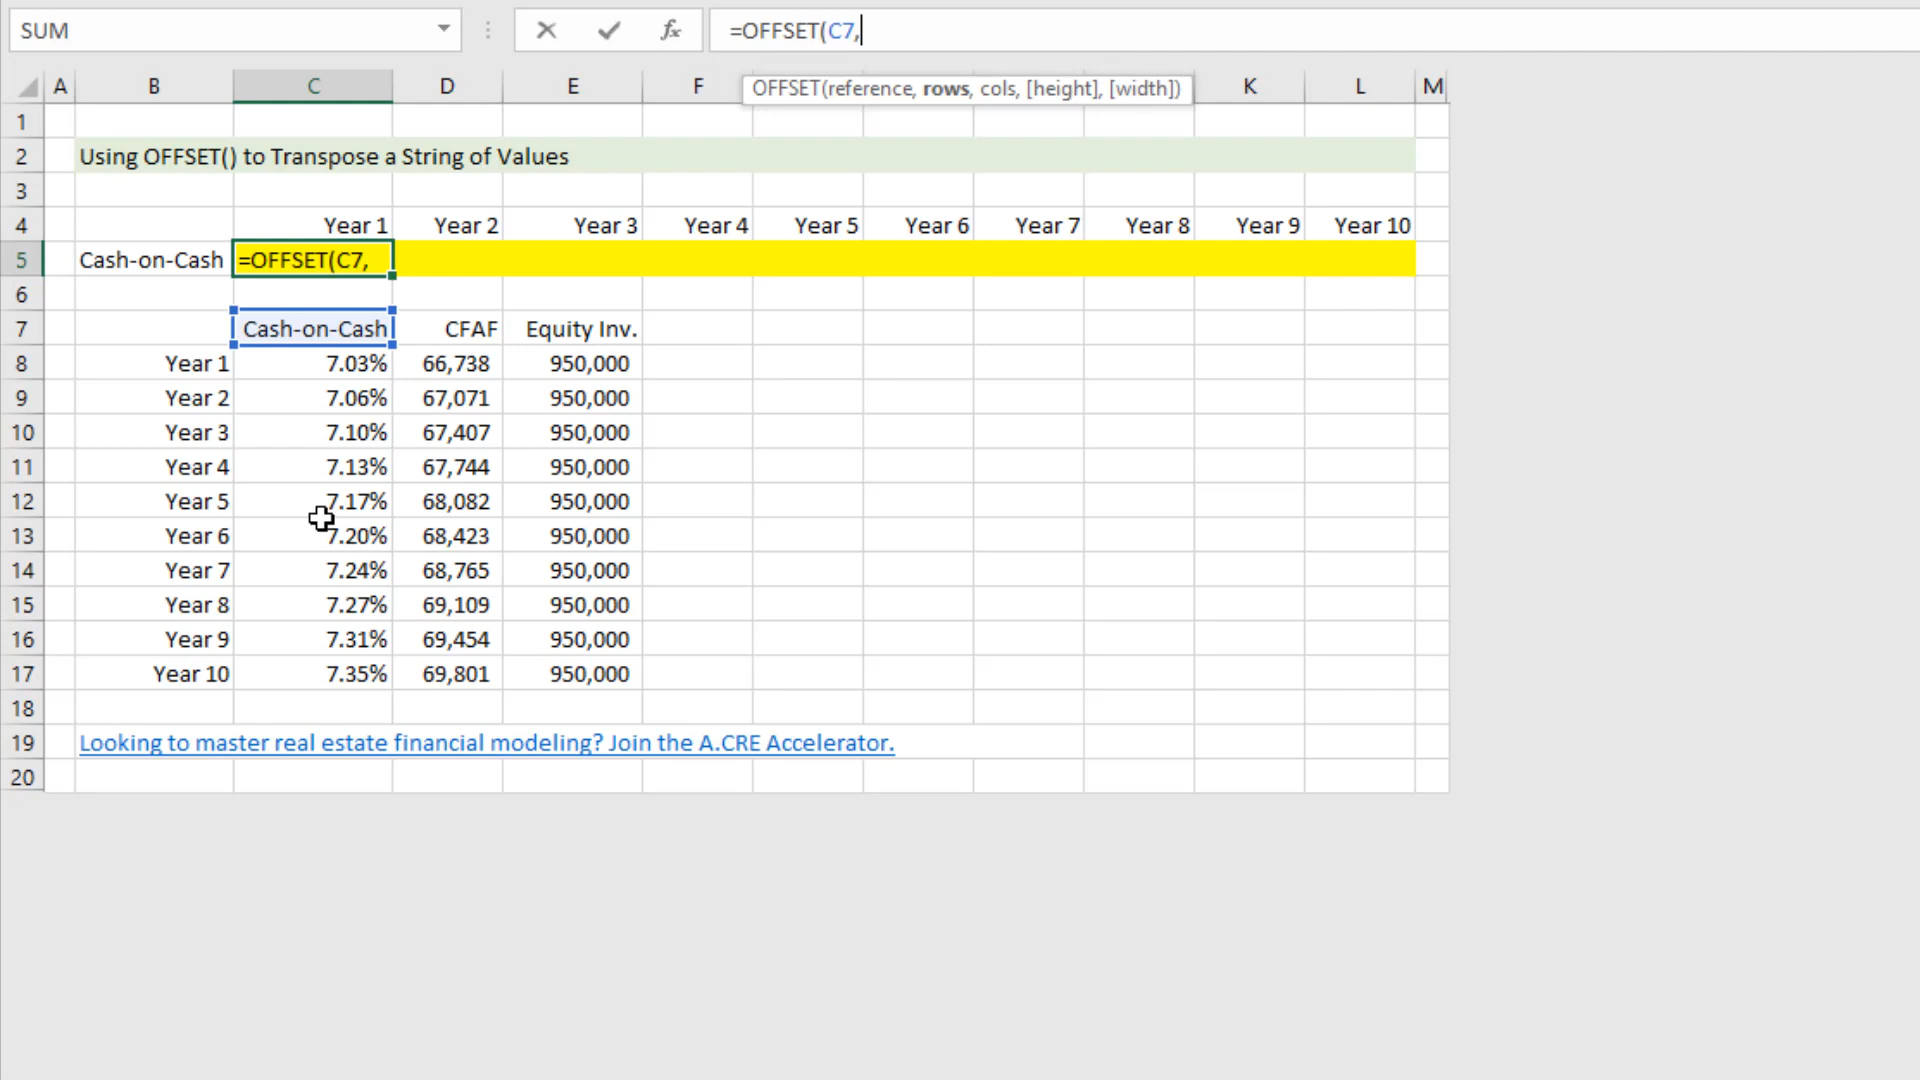 SUM =OFFSET(C7,
A B C D E F K L M
OFFSET(reference, rows, cols, [height], [width])
1
2 Using OFFSET() to Transpose a String of Values
3
4 Year 1 Year 2 Year 3 Year 4 Year 5 Year 6 Year 7 Year 8 Year 9 Year 10
5 Cash-on-Cash =OFFSET(C7,
6
7 Cash-on-Cash CFAF Equity Inv.
8 Year 1 7.03% 66,738 950,000
9 Year 2 7.06% 67,071 950,000
10 Year 3 7.10% 67,407 950,000
11 Year 4 7.13% 67,744 950,000
12 Year 5 7.17% 68,082 950,000
13 Year 6 7.20% 68,423 950,000
14 Year 7 7.24% 68,765 950,000
15 Year 8 7.27% 69,109 950,000
16 Year 9 7.31% 69,454 950,000
17 Year 10 7.35% 69,801 950,000
18
19 Looking to master real estate financial modeling? Join the A.CRE Accelerator.
20